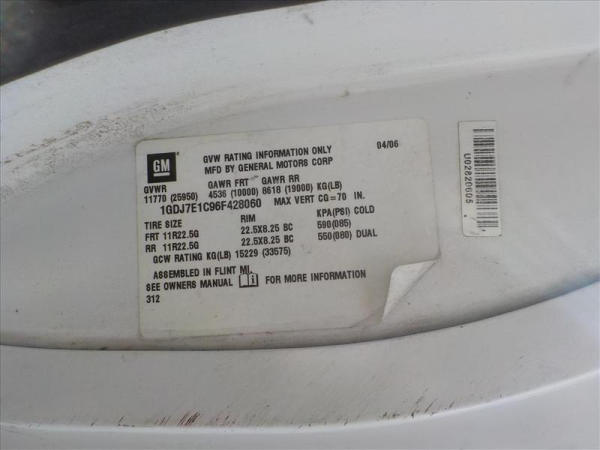 GM
GVW RATING INFORMATION ONLY 04/06
MFD BY GENERAL MOTORS CORP
GVWR GAWR FRT GAWR RR
11770 (25950) 4536 (10000) 8618 (19000) KG(LB)
1GDJ7E1C96F428060 MAX VERT CG=70 IN.
TIRE SIZE RIM KPA(PSI) COLD
FRT 11R22.5G 22.5X8.25 BC 590(085)
RR 11R22.5G 22.5X8.25 BC 550(080) DUAL
GCW RATING KG(LB) 15229 (33575)
ASSEMBLED IN FLINT MI.
SEE OWNERS MANUAL FOR MORE INFORMATION
312
U02820605